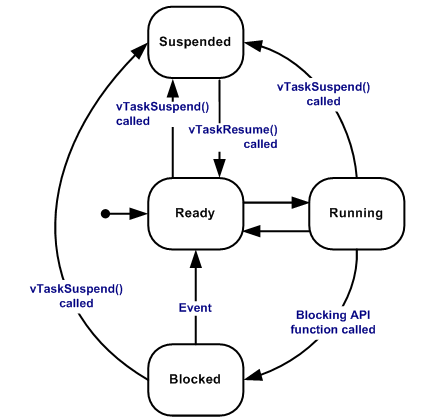 Suspended
vTaskSuspend()
called
vTaskSuspend()
called
vTaskResume()
called
Ready
Running
vTaskSuspend()
called
Event
Blocking API
function called
Blocked